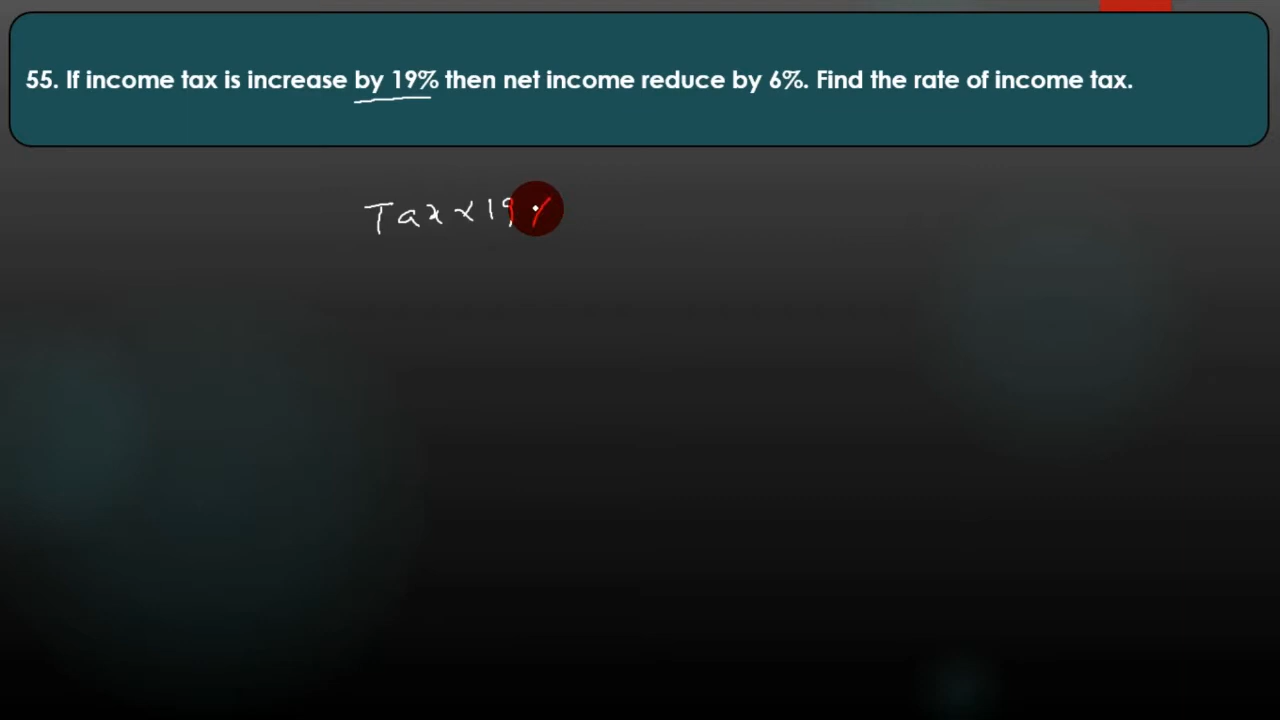 55. If income tax is increase by 19% then net income reduce by 6%. Find the rate of income tax.
Tax × 19%